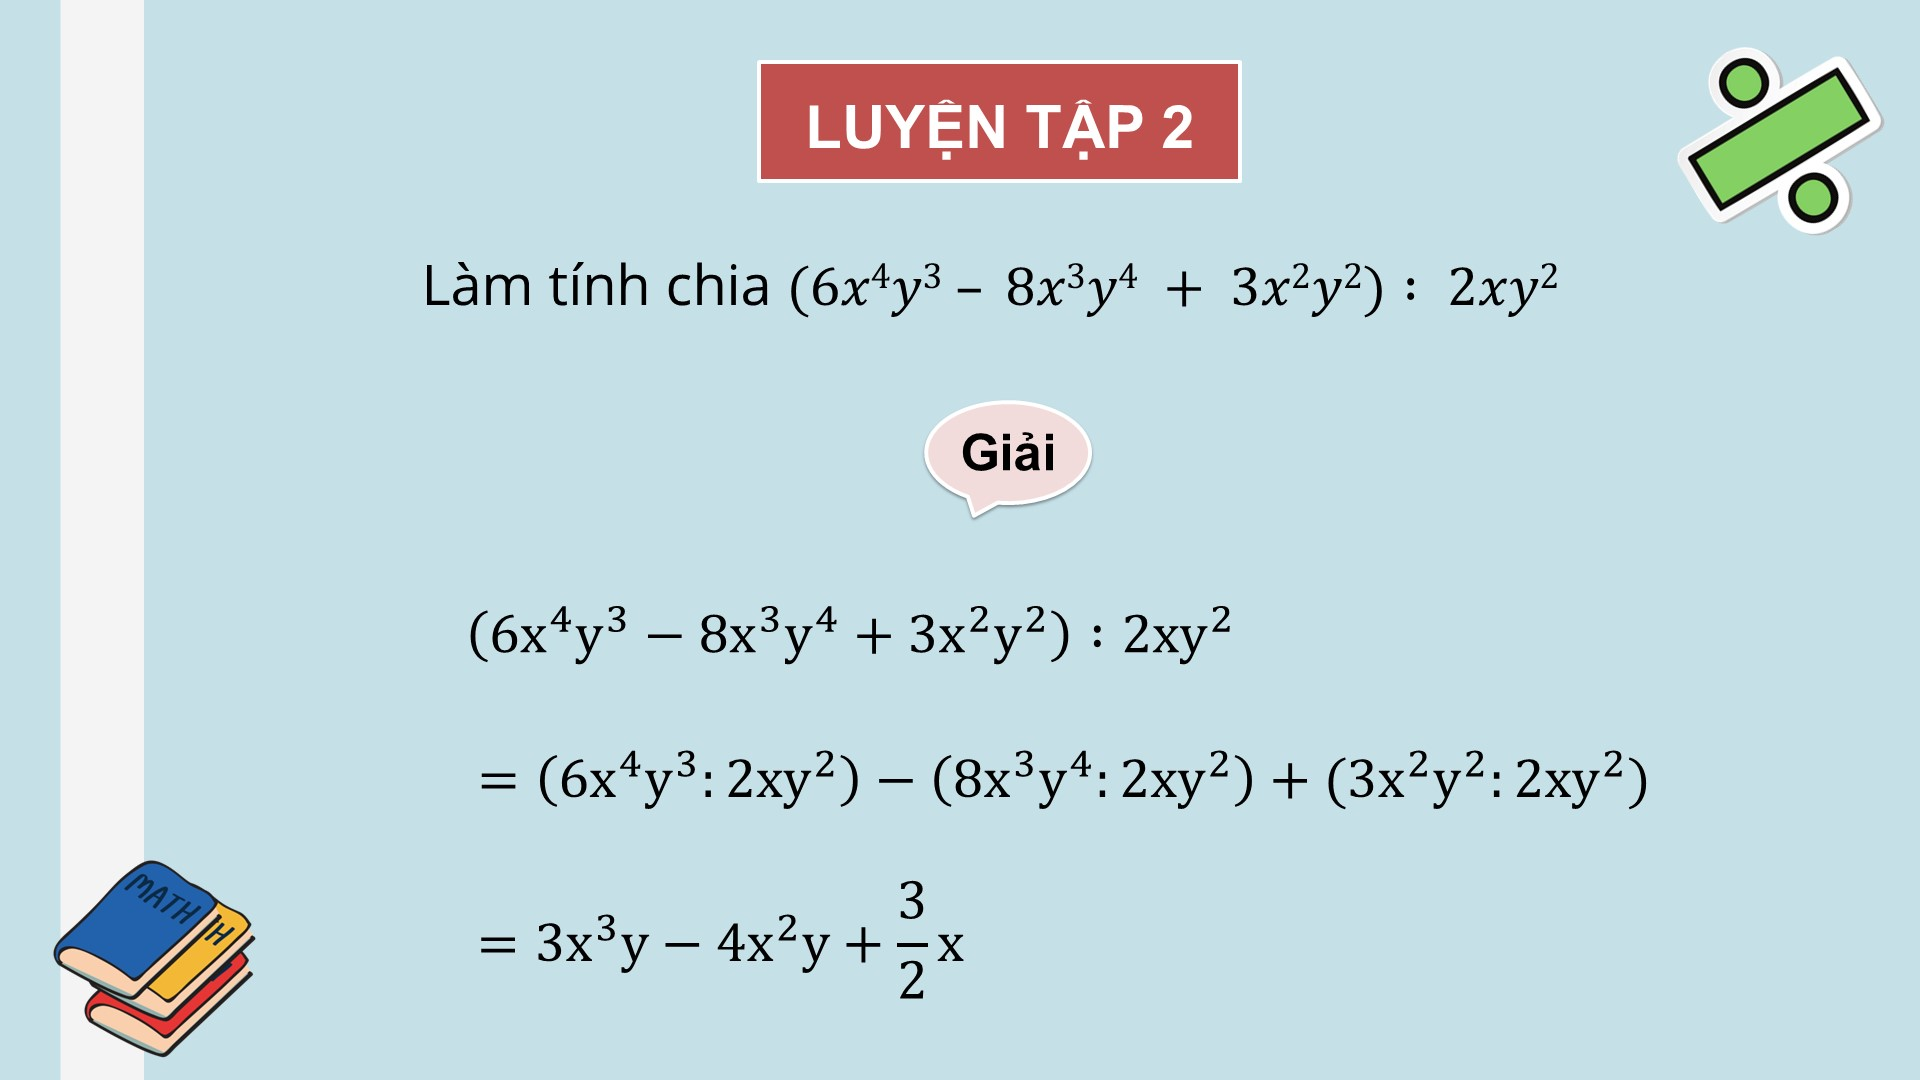 LUYỆN TẬP 2
Làm tính chia (6x⁴y³ – 8x³y⁴ + 3x²y²) : 2xy²
Giải
(6x⁴y³ − 8x³y⁴ + 3x²y²) : 2xy²
= (6x⁴y³: 2xy²) − (8x³y⁴: 2xy²) + (3x²y²: 2xy²)
= 3x³y − 4x²y + 3/2 x
MATH
H